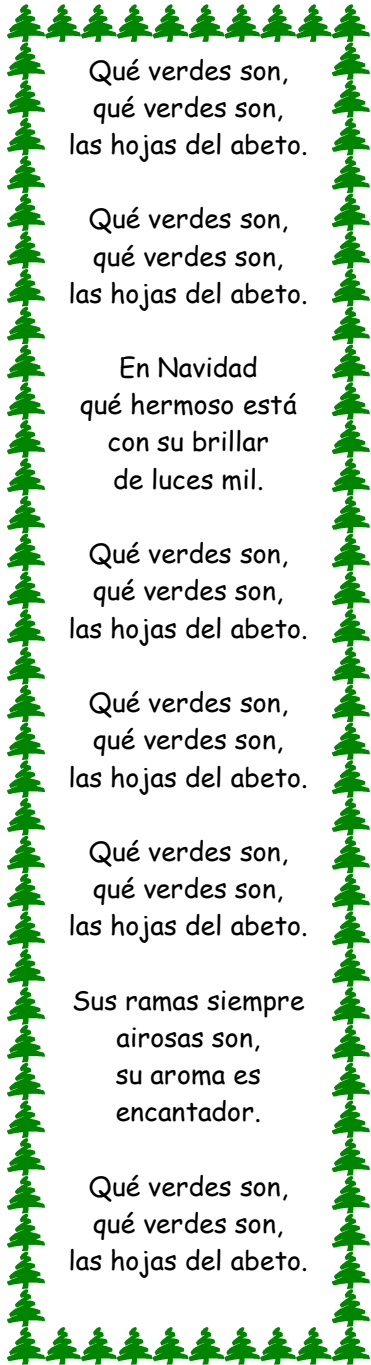 Qué verdes son,
qué verdes son,
las hojas del abeto.
Qué verdes son,
qué verdes son,
las hojas del abeto.
En Navidad
qué hermoso está
con su brillar
de luces mil.
Qué verdes son,
qué verdes son,
las hojas del abeto.
Qué verdes son,
qué verdes son,
las hojas del abeto.
Qué verdes son,
qué verdes son,
las hojas del abeto.
Sus ramas siempre
airosas son,
su aroma es
encantador.
Qué verdes son,
qué verdes son,
las hojas del abeto.